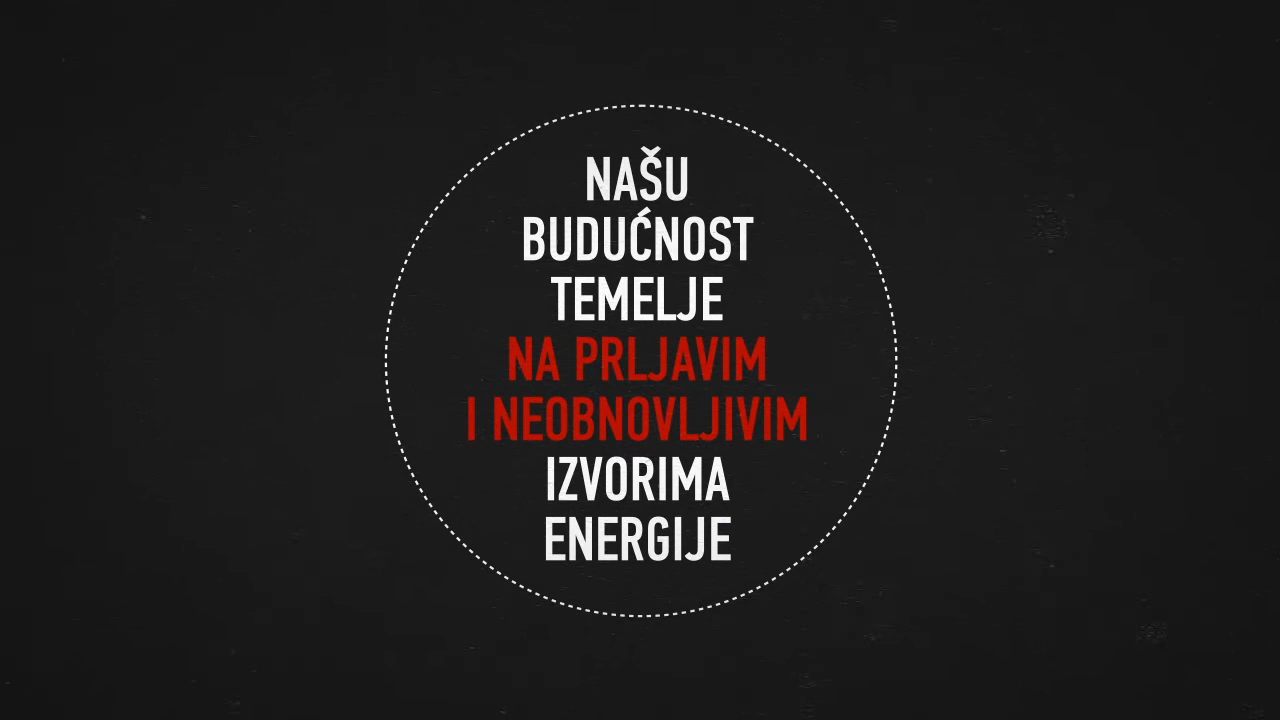 NAŠU
BUDUĆNOST
TEMELJE
NA PRLJAVIM
I NEOBNOVLJIVIM
IZVORIMA
ENERGIJE